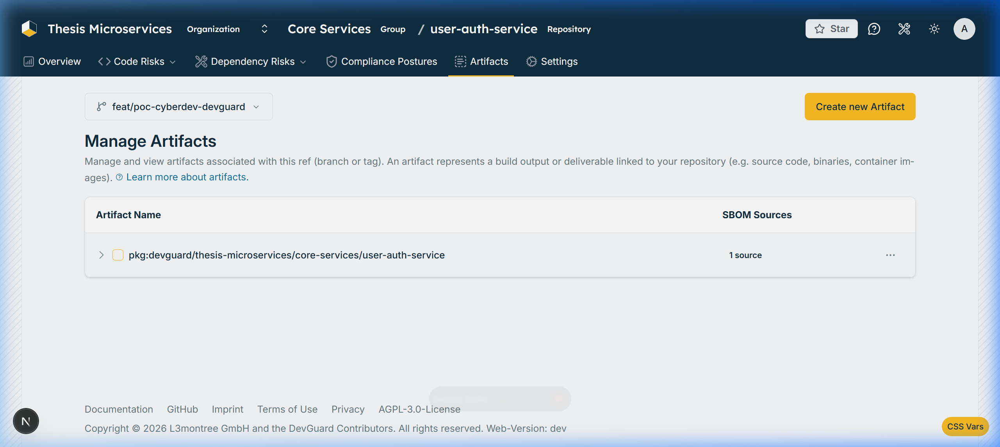 Thesis Microservices Organization Core Services Group / user-auth-service Repository Star A
Overview Code Risks Dependency Risks Compliance Postures Artifacts Settings
feat/poc-cyberdev-devguard Create new Artifact
Manage Artifacts
Manage and view artifacts associated with this ref (branch or tag). An artifact represents a build output or deliverable linked to your repository (e.g. source code, binaries, container im-
ages). Learn more about artifacts.
Artifact Name SBOM Sources
pkg:devguard/thesis-microservices/core-services/user-auth-service 1 source ...
Documentation GitHub Imprint Terms of Use Privacy AGPL-3.0-License
N CSS Vars
Copyright © 2026 L3montree GmbH and the DevGuard Contributors. All rights reserved. Web-Version: dev